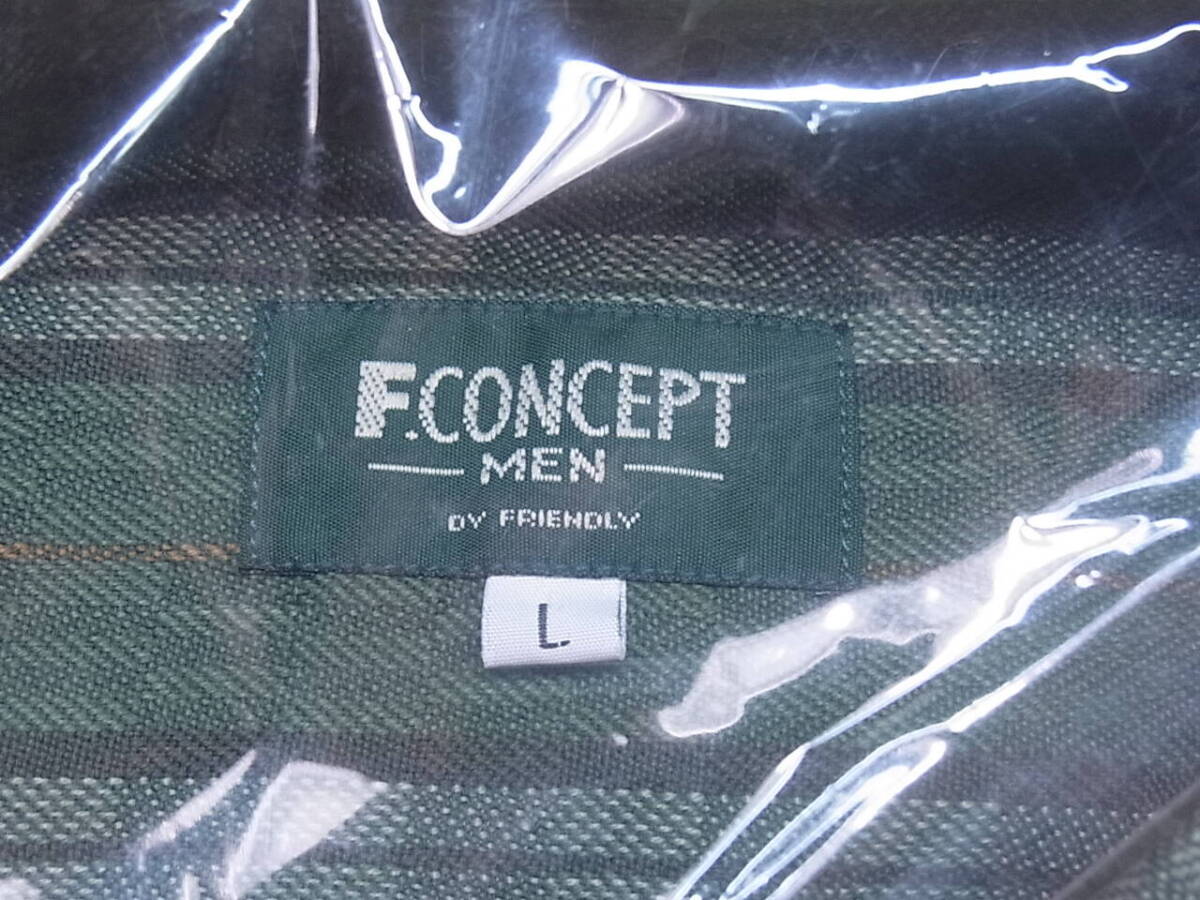 F.CONCEPT
MEN
BY FRIENDLY
L